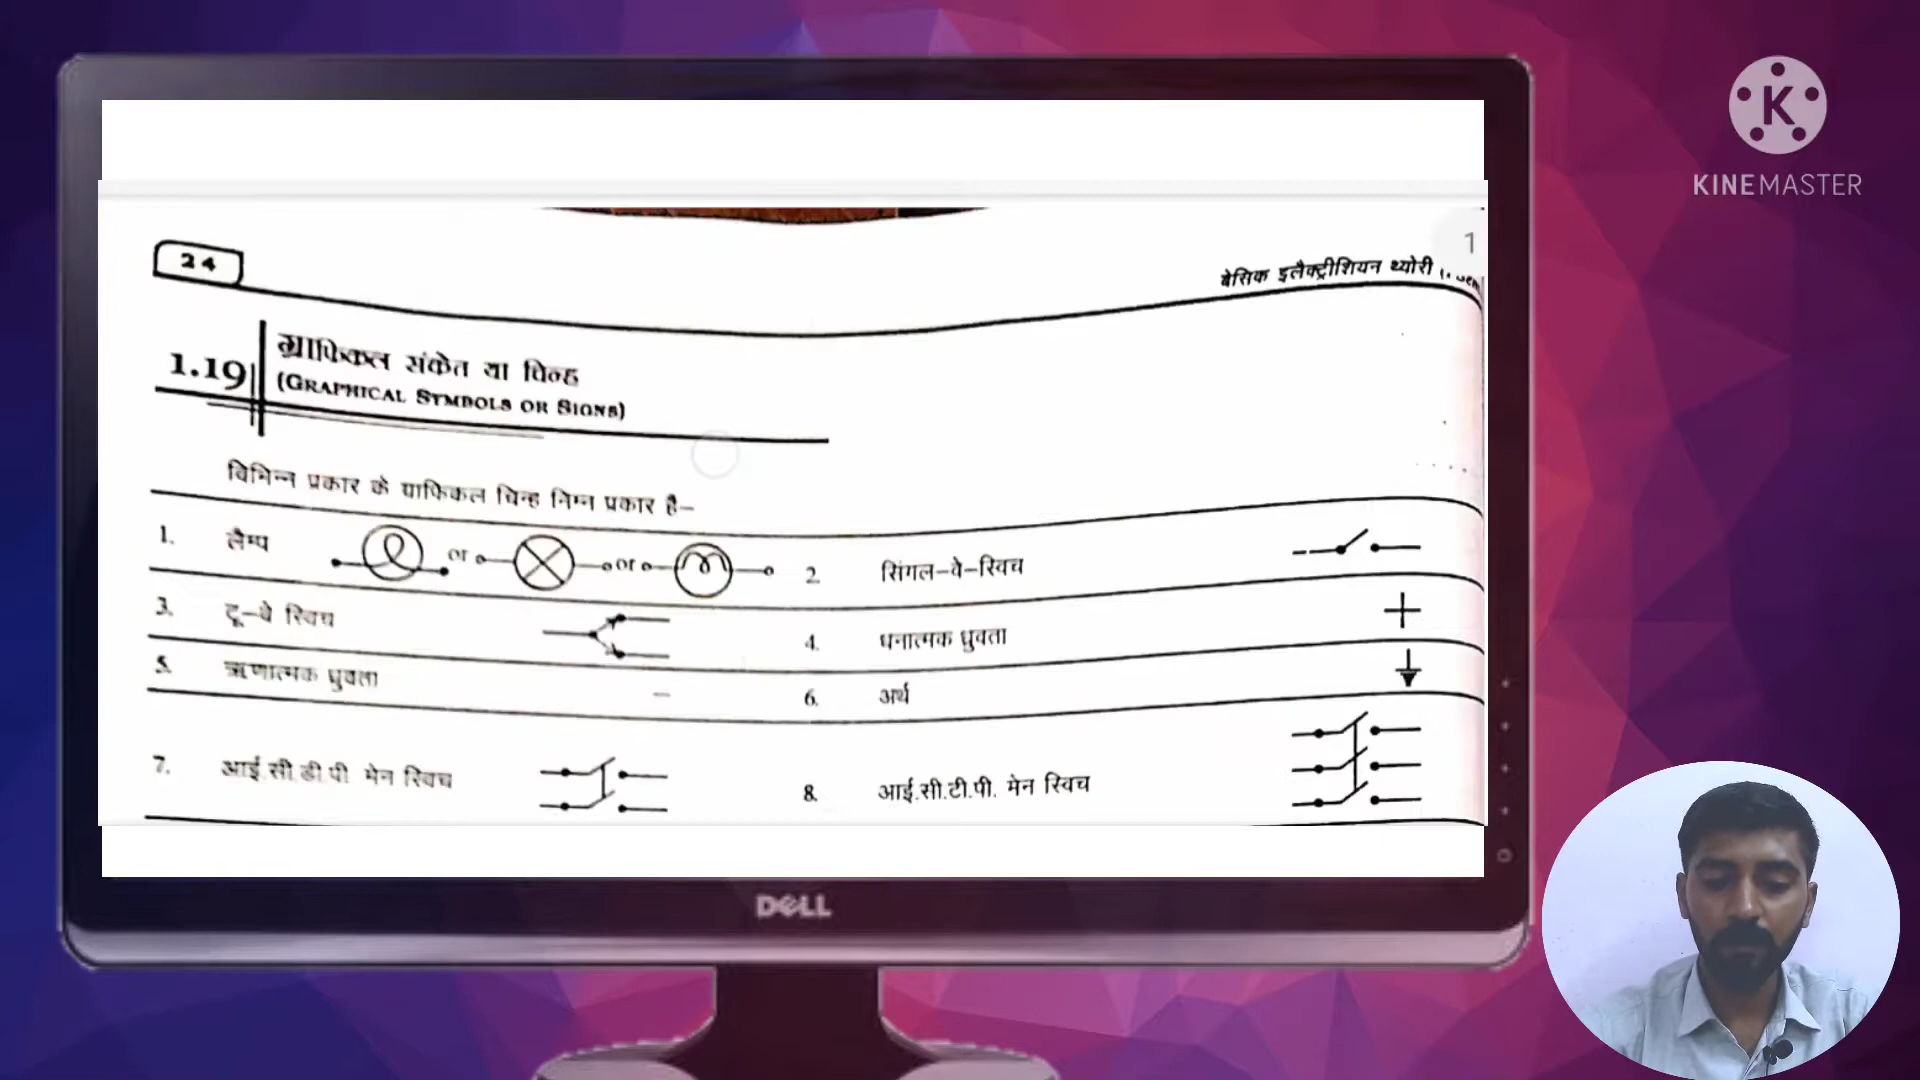 KINEMASTER
1
24
बेसिक इलैक्ट्रीशियन थ्योरी
1.19 ग्राफिकल संकेत या चिन्ह
(GRAPHICAL SYMBOLS OR SIGNS)
विभिन्न प्रकार के ग्राफिकल चिन्ह निम्न प्रकार है–
1. लैम्प or or 2. सिंगल-वे-स्विच
3. टू-वे स्विच 4. धनात्मक ध्रुवता +
5. ऋणात्मक ध्रुवता – 6. अर्थ
7. आई.सी.डी.पी. मेन स्विच 8. आई.सी.टी.पी. मेन स्विच
DELL